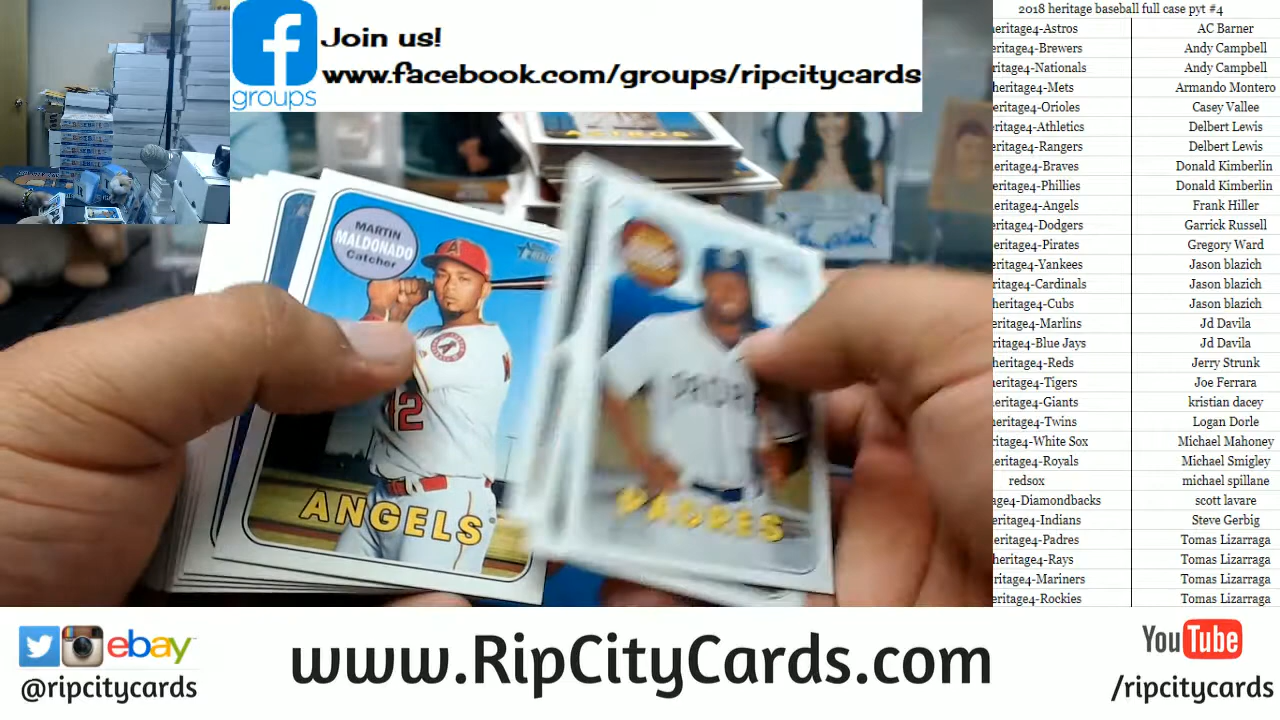 Join us!
www.facebook.com/groups/ripcitycards
groups
2018 heritage baseball full case pyt #4
eritage4-Astros AC Barner
eritage4-Brewers Andy Campbell
ritage4-Nationals Andy Campbell
heritage4-Mets Armando Montero
eritage4-Orioles Casey Vallee
eritage4-Athletics Delbert Lewis
eritage4-Rangers Delbert Lewis
heritage4-Braves Donald Kimberlin
eritage4-Phillies Donald Kimberlin
eritage4-Angels Frank Hiller
eritage4-Dodgers Garrick Russell
eritage4-Pirates Gregory Ward
eritage4-Yankees Jason blazich
ritage4-Cardinals Jason blazich
heritage4-Cubs Jason blazich
eritage4-Marlins Jd Davila
ritage4-Blue Jays Jd Davila
heritage4-Reds Jerry Strunk
eritage4-Tigers Joe Ferrara
eritage4-Giants kristian dacey
eritage4-Twins Logan Dorle
itage4-White Sox Michael Mahoney
eritage4-Royals Michael Smigley
redsox michael spillane
age4-Diamondbacks scott lavare
eritage4-Indians Steve Gerbig
eritage4-Padres Tomas Lizarraga
heritage4-Rays Tomas Lizarraga
ritage4-Mariners Tomas Lizarraga
eritage4-Rockies Tomas Lizarraga
ASTROS
MARTIN
MALDONADO
Catcher
12
ANGELS
PADRES
PADRES
ebay
@ripcitycards
www.RipCityCards.com
YouTube
/ripcitycards